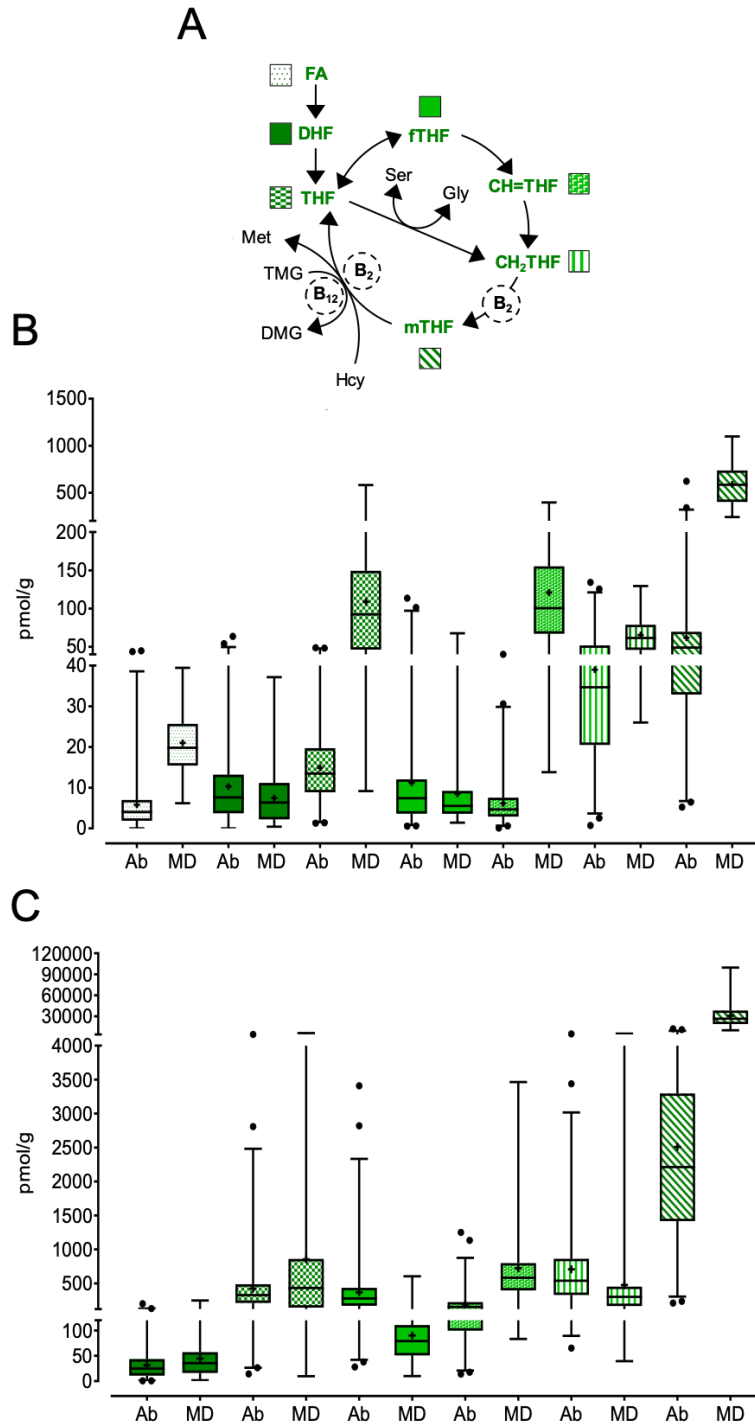 A
FA
DHF
fTHF
THF
Ser
Gly
CH=THF
Met
TMG
B2
B12
CH₂THF
B₂
DMG
mTHF
Hcy
B
1500
1000
500
200
150
100
50
40
30
20
10
0
pmol/g
Ab MD Ab MD Ab MD Ab MD Ab MD Ab MD Ab MD
C
120000
90000
60000
30000
4000
3500
3000
2500
2000
1500
1000
500
100
50
0
pmol/g
Ab MD Ab MD Ab MD Ab MD Ab MD Ab MD